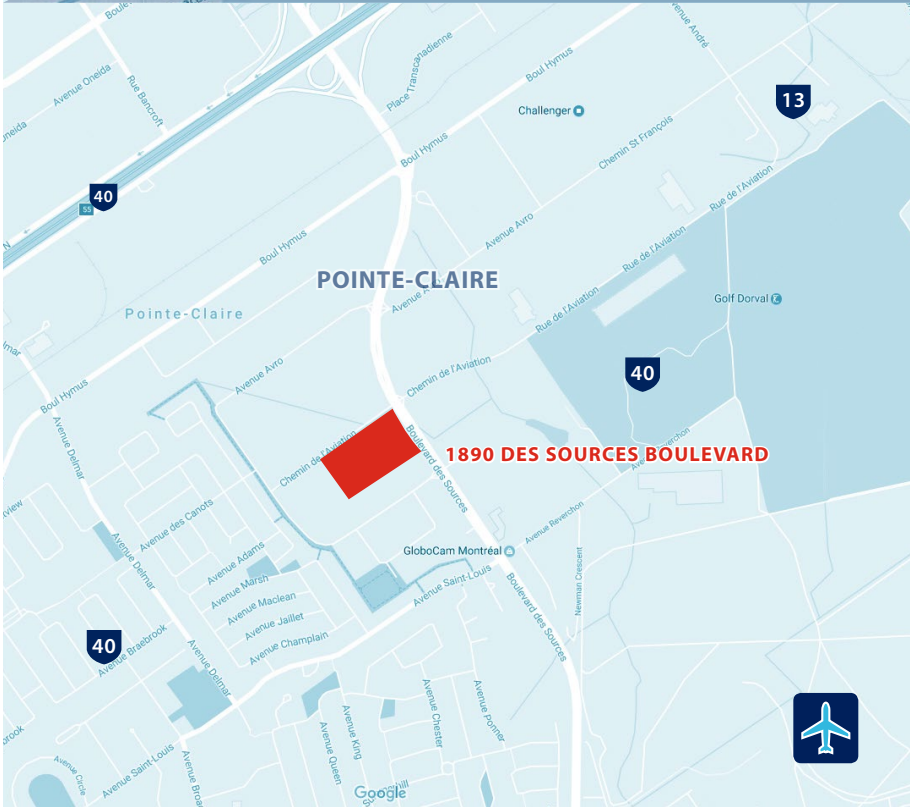 Place Transcanadienne
Avenue André
Boul Hymus
Avenue Oneida
Rue Bancroft
13
Challenger
Chemin St François
Boul Hymus
40
55
Rue de l'Aviation
Avenue Avro
Boul Hymus
Rue de l'Aviation
POINTE-CLAIRE
Golf Dorval
Pointe-Claire
Rue de l'Aviation
40
Avenue Avro
Chemin de l'Aviation
Boul Hymus
Avenue Delmar
Boulevard des Sources
1890 DES SOURCES BOULEVARD
Chemin de l'Aviation
Avenue Reverchon
Avenue des Canots
GloboCam Montréal
Avenue Delmar
Avenue Adams
Avenue Marsh
Avenue Saint-Louis
Avenue Maclean
Newman Crescent
Boulevard des Sources
Avenue Jaillet
Avenue Champlain
40
Avenue Braebrook
Avenue Delmar
Avenue Chester
Avenue Ponner
Avenue King
Avenue Queen
Avenue Saint-Louis
Avenue Circle
Google